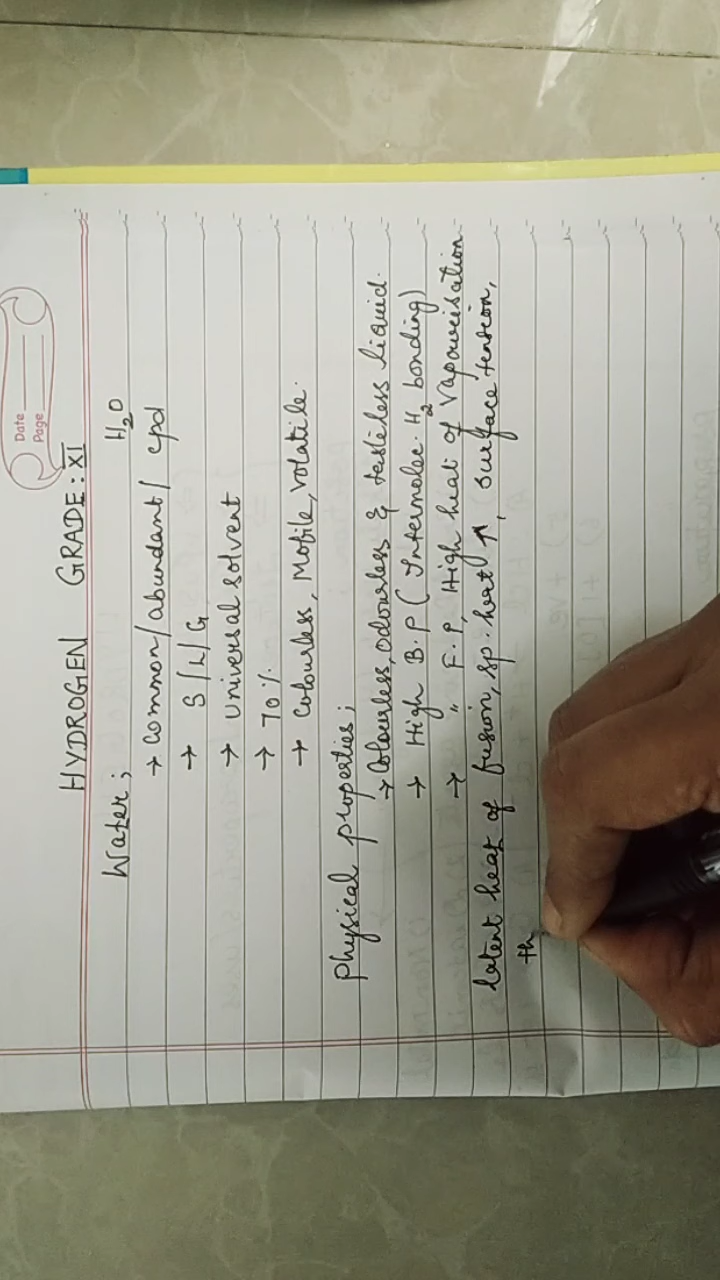 Date
Page
HYDROGEN GRADE: XI
Water; H2O
→ Common/abundant/cpd
→ S/L/G
→ Universal solvent
→ 70%
→ Colourless, Mobile, Volatile.
Physical properties;
→ Colourless, odourless & tasteless liquid.
→ High B.P (Intermolec. H2 bonding)
→ " F.P, High heat of vapourisation
latent heat of fusion, sp. heat ↑, surface tension,
th